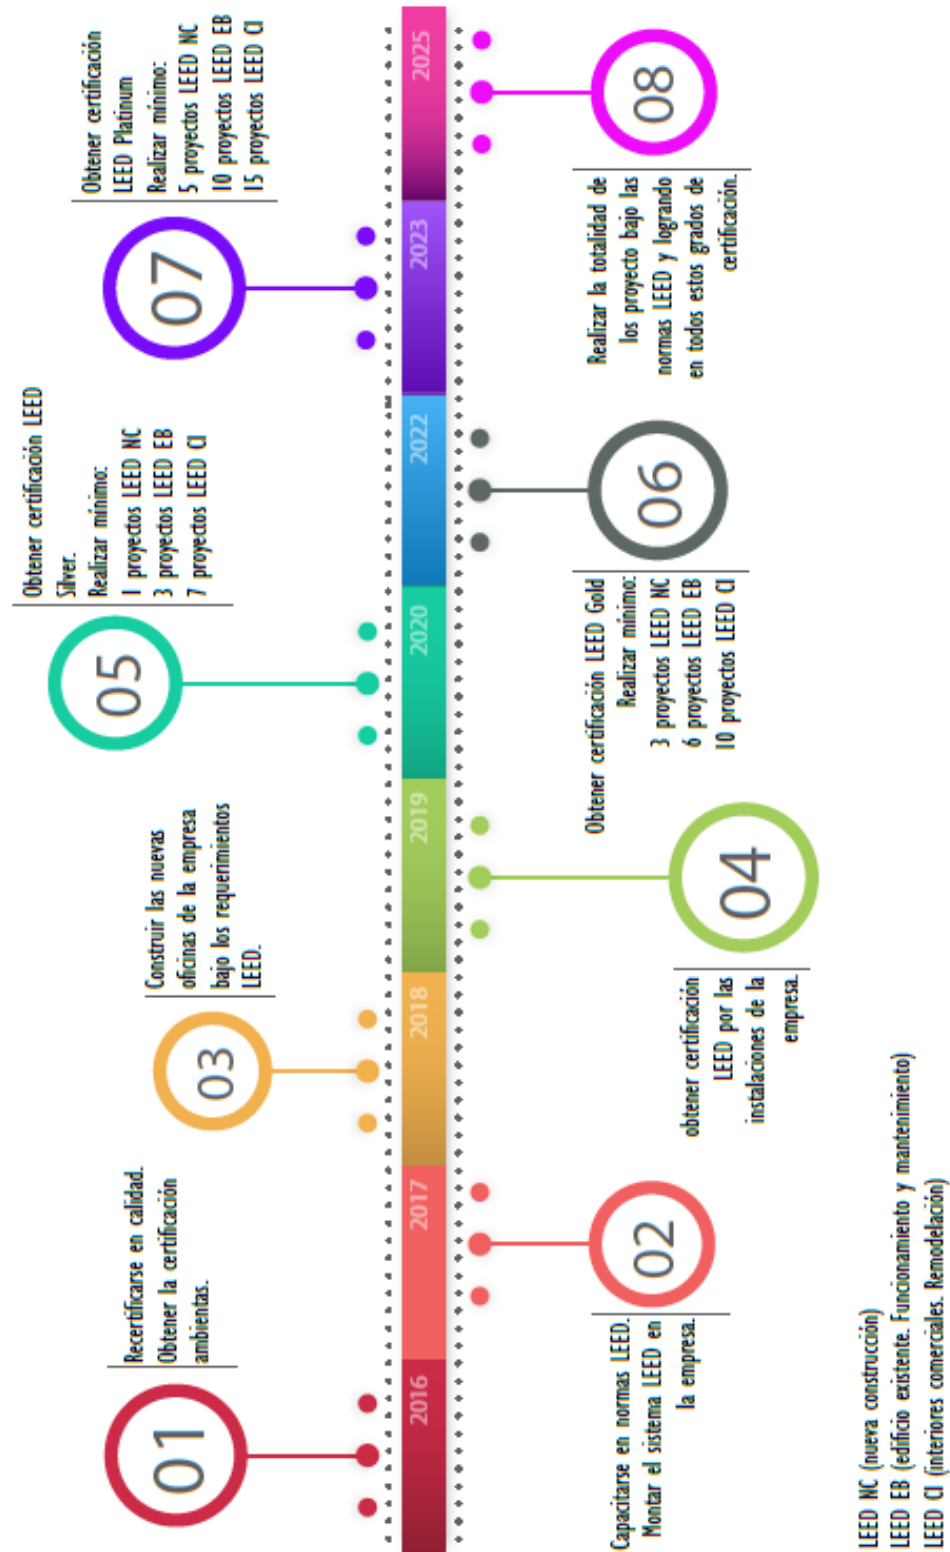 01
Recertificarse en calidad.
Obtener la certificación
ambientas.
03
Construir las nuevas
oficinas de la empresa
bajo los requerimientos
LEED.
05
Obtener certificación LEED
Silver.
Realizar mínimo:
1 proyectos LEED NC
3 proyectos LEED EB
7 proyectos LEED CI
07
Obtener certificación
LEED Platinum
Realizar mínimo:
5 proyectos LEED NC
10 proyectos LEED EB
15 proyectos LEED CI
2016
2017
2018
2019
2020
2022
2023
2025
Capacitarse en normas LEED.
Montar el sistema LEED en
la empresa.
02
obtener certificación
LEED por las
instalaciones de la
empresa.
04
Obtener certificación LEED Gold
Realizar mínimo:
3 proyectos LEED NC
6 proyectos LEED EB
10 proyectos LEED CI
06
Realizar la totalidad de
los proyecto bajo las
normas LEED y logrando
en todos estos grados de
certificación.
08
LEED NC (nueva construcción)
LEED EB (edificio existente. Funcionamiento y mantenimiento)
LEED CI (interiores comerciales. Remodelación)